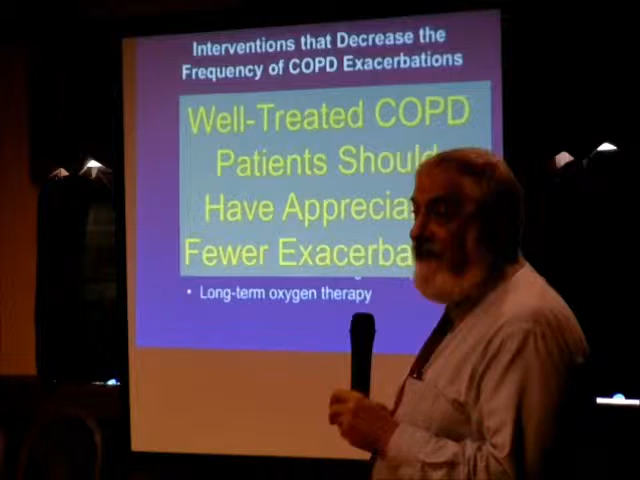 Interventions that Decrease the
Frequency of COPD Exacerbations
Well-Treated COPD
Patients Should
Have Apprecia
Fewer Exacerba
• Long-term oxygen therapy